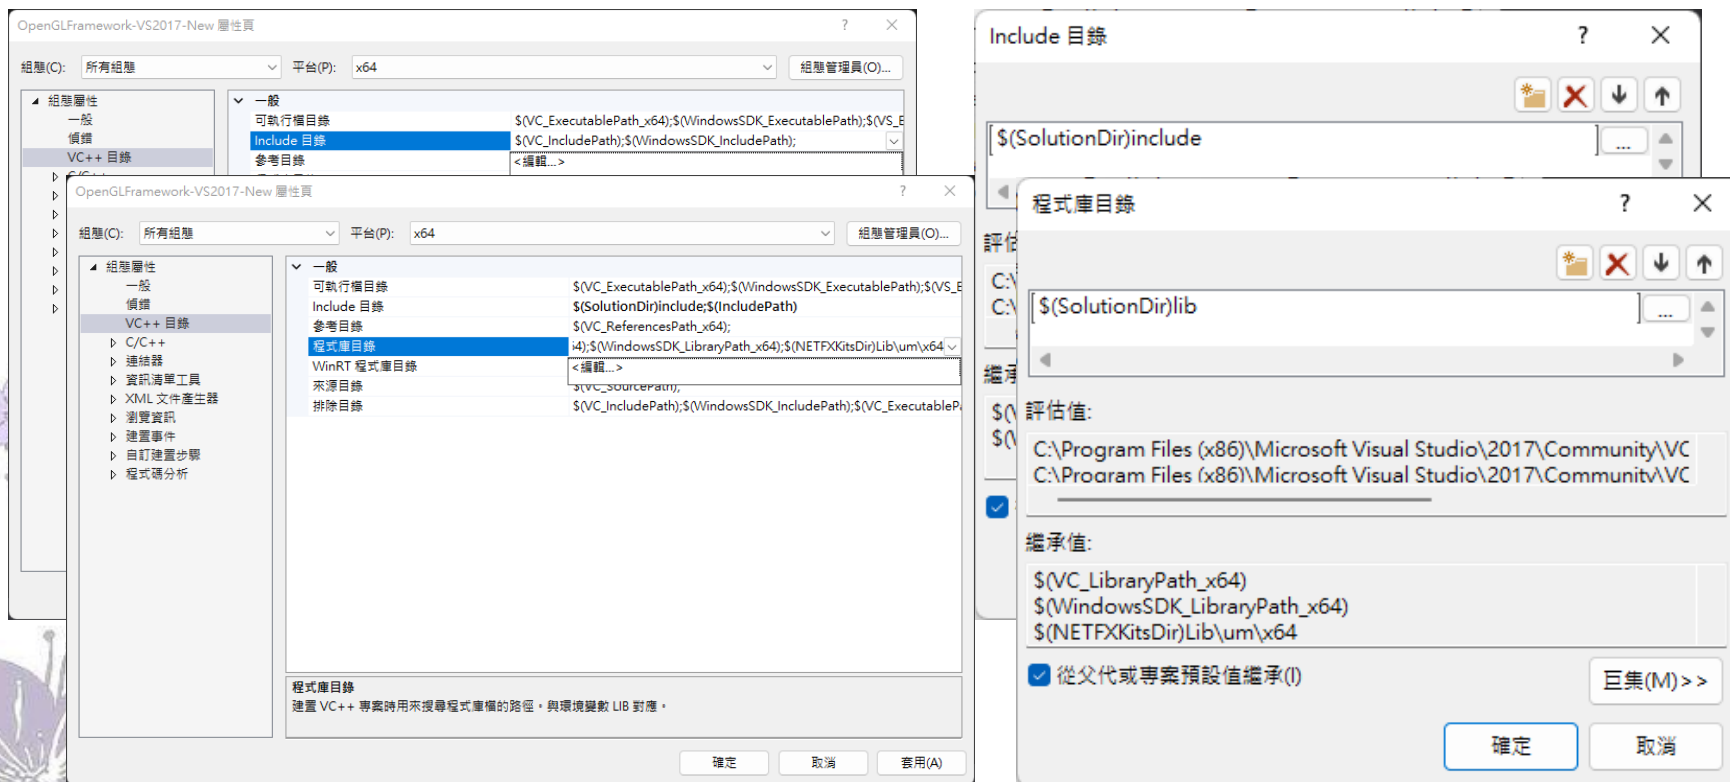 OpenGLFramework-VS2017-New 屬性頁
組態(C): 所有組態 平台(P): x64 組態管理員(O)...
組態屬性
一般
偵錯
VC++ 目錄
一般
可執行檔目錄 $(VC_ExecutablePath_x64);$(WindowsSDK_ExecutablePath);$(VS_E
Include 目錄 $(VC_IncludePath);$(WindowsSDK_IncludePath);
參考目錄 <編輯...>
OpenGLFramework-VS2017-New 屬性頁
組態(C): 所有組態 平台(P): x64 組態管理員(O)...
組態屬性
一般
偵錯
VC++ 目錄
C/C++
連結器
資訊清單工具
XML 文件產生器
瀏覽資訊
建置事件
自訂建置步驟
程式碼分析
一般
可執行檔目錄 $(VC_ExecutablePath_x64);$(WindowsSDK_ExecutablePath);$(VS_E
Include 目錄 $(SolutionDir)include;$(IncludePath)
參考目錄 $(VC_ReferencesPath_x64);
程式庫目錄 64);$(WindowsSDK_LibraryPath_x64);$(NETFXKitsDir)Lib\um\x64
WinRT 程式庫目錄 <編輯...>
來源目錄 $(VC_SourcePath);
排除目錄 $(VC_IncludePath);$(WindowsSDK_IncludePath);$(VC_ExecutableP
程式庫目錄
建置 VC++ 專案時用來搜尋程式庫檔的路徑。與環境變數 LIB 對應。
確定 取消 套用(A)
Include 目錄
$(SolutionDir)include
...
評估
C:\
C:\
繼承
$(V
$(V
程式庫目錄
$(SolutionDir)lib
...
評估值:
C:\Program Files (x86)\Microsoft Visual Studio\2017\Community\VC
C:\Program Files (x86)\Microsoft Visual Studio\2017\Community\VC
繼承值:
$(VC_LibraryPath_x64)
$(WindowsSDK_LibraryPath_x64)
$(NETFXKitsDir)Lib\um\x64
從父代或專案預設值繼承(I)
巨集(M)>>
確定 取消